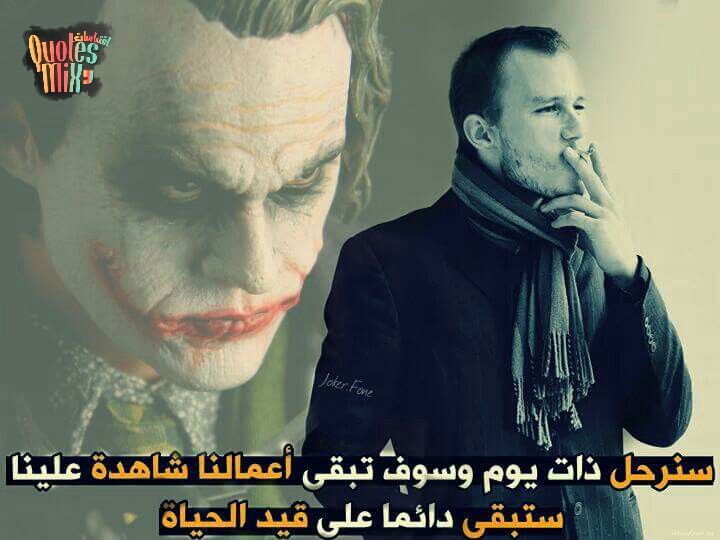 اقتباسات
Quotes
MiX
Joker.Fone
سنرحل ذات يوم وسوف تبقى أعمالنا شاهدة علينا
ستبقى دائما على قيد الحياة